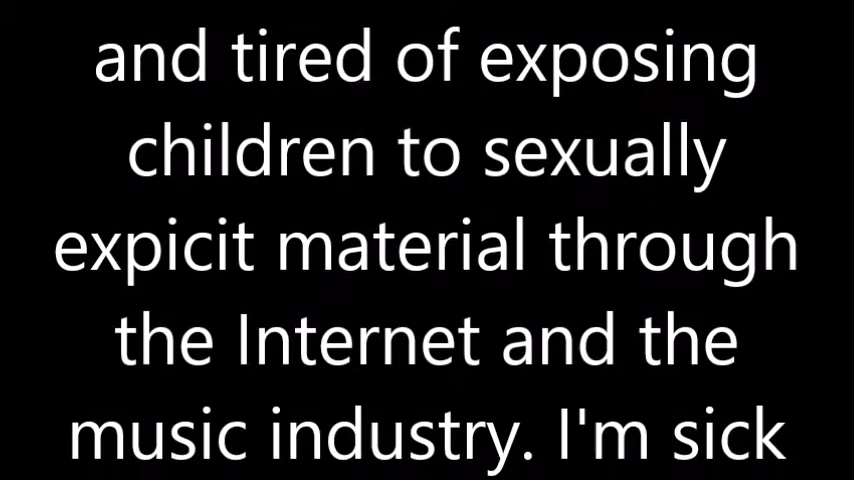 and tired of exposing
children to sexually
expicit material through
the Internet and the
music industry. I'm sick